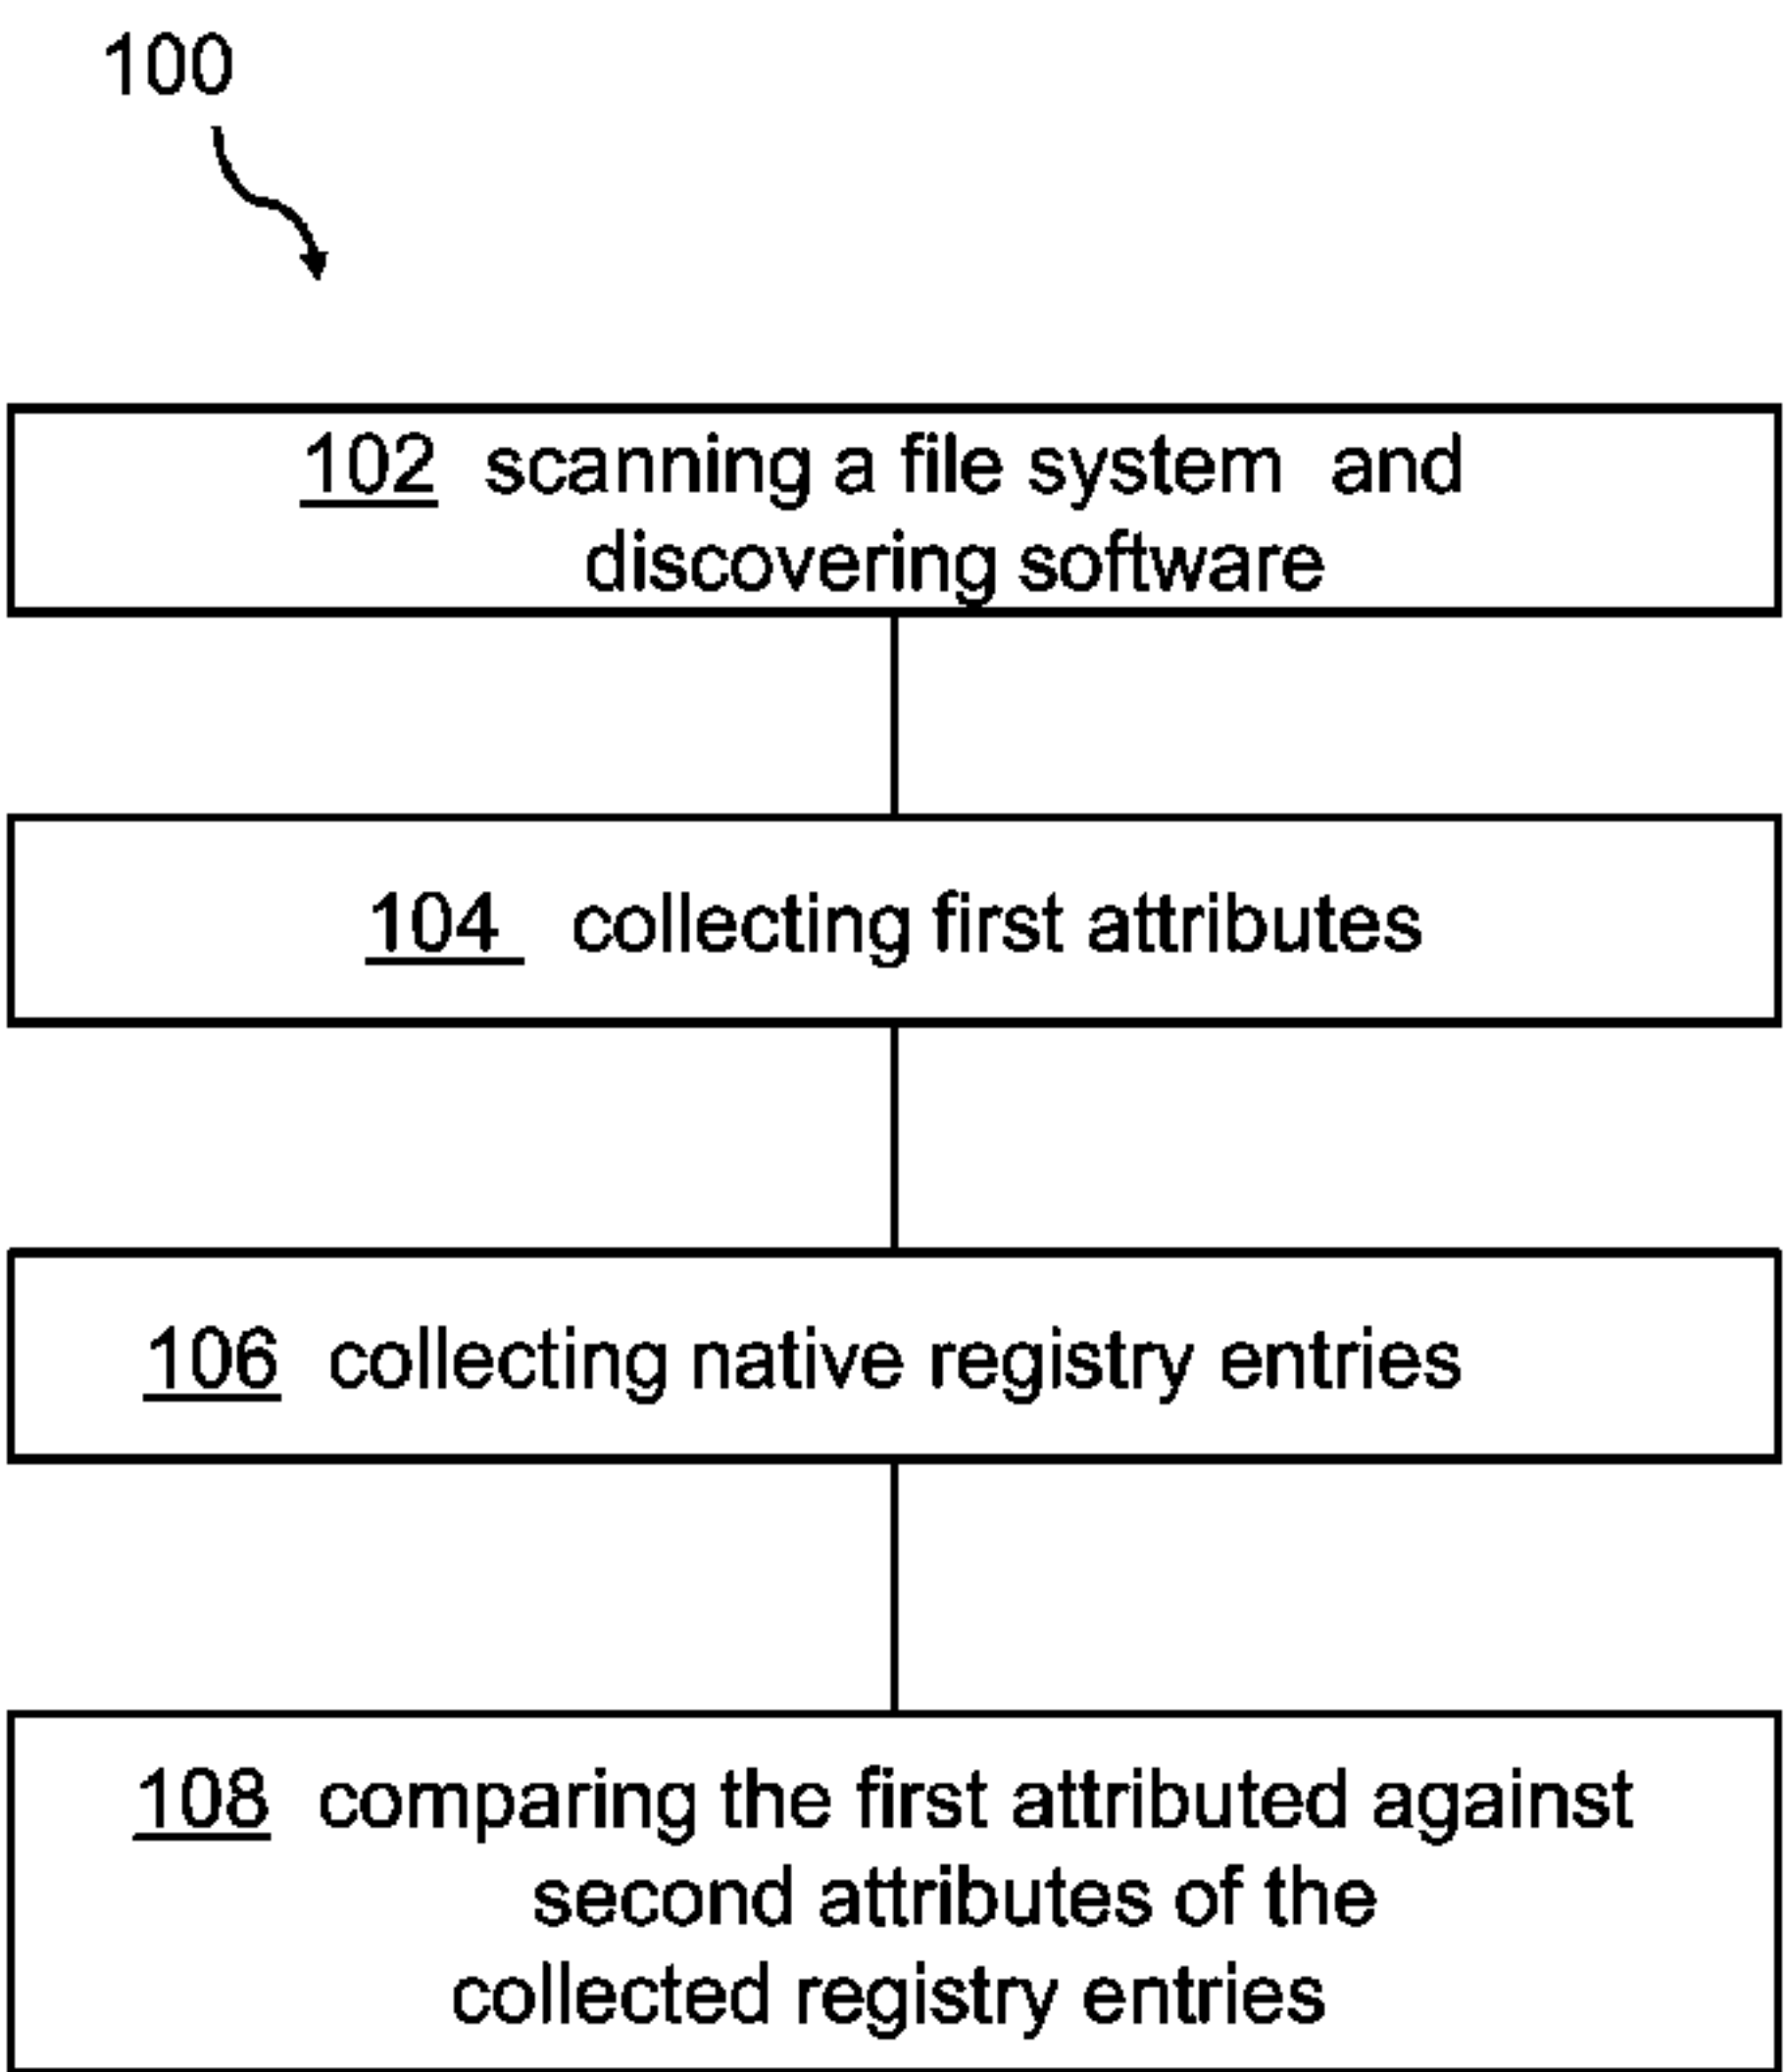 100
102 scanning a file system and
discovering software
104 collecting first attributes
106 collecting native registry entries
108 comparing the first attributed against
second attributes of the
collected registry entries